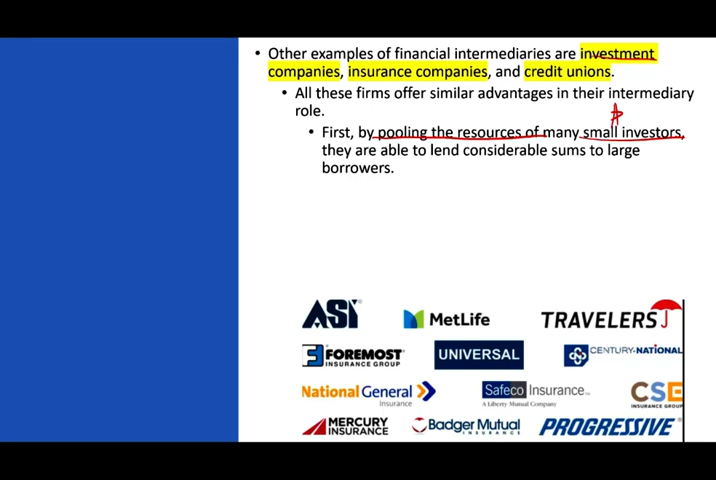 • Other examples of financial intermediaries are investment
companies, insurance companies, and credit unions.
• All these firms offer similar advantages in their intermediary
role.
• First, by pooling the resources of many small investors,
they are able to lend considerable sums to large
borrowers.
ASI MetLife TRAVELERS
FOREMOST
INSURANCE GROUP
UNIVERSAL
CENTURY-NATIONAL
National General
Insurance
Safeco Insurance
A Liberty Mutual Company
CSE
INSURANCE GROUP
MERCURY
INSURANCE
Badger Mutual
INSURANCE
PROGRESSIVE